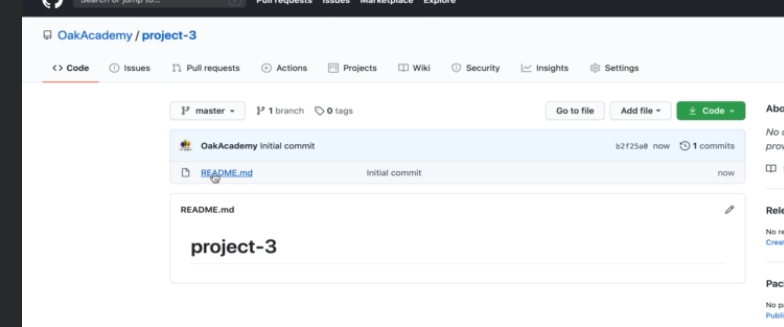 Search or jump to...
Pull requests Issues Marketplace Explore
OakAcademy / project-3
<> Code Issues Pull requests Actions Projects Wiki Security Insights Settings
master 1 branch 0 tags Go to file Add file Code
OakAcademy Initial commit b2f25a0 now 1 commits
README.md Initial commit now
README.md
project-3
Abo
No d
prov
Rele
No re
Creat
Pac
No pa
Publi